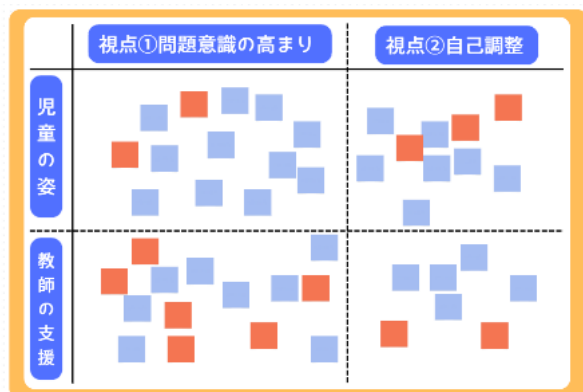 視点①問題意識の高まり
視点②自己調整
児童の姿
教師の支援